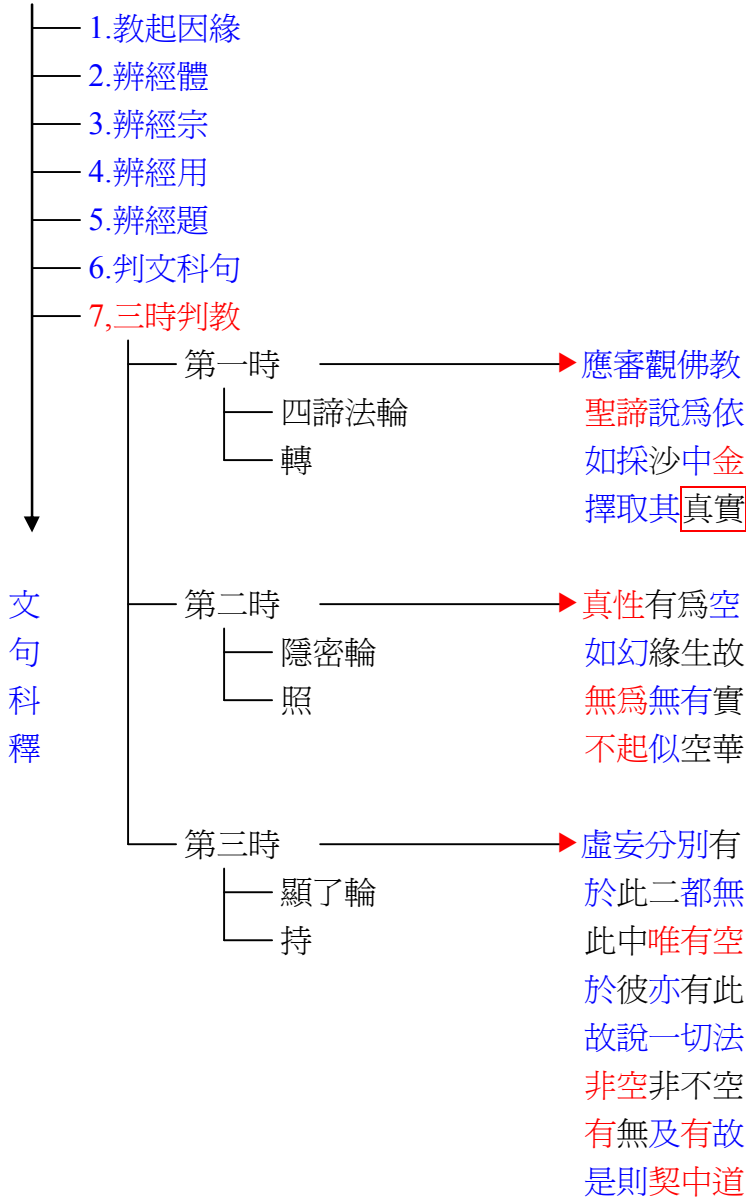 1.教起因緣
2.辨經體
3.辨經宗
4.辨經用
5.辨經題
6.判文科句
7,三時判教
第一時
四諦法輪
轉
應審觀佛教
聖諦說爲依
如採沙中金
擇取其真實
文
句
科
釋
第二時
隱密輪
照
真性有爲空
如幻緣生故
無爲無有實
不起似空華
第三時
顯了輪
持
虛妄分別有
於此二都無
此中唯有空
於彼亦有此
故說一切法
非空非不空
有無及有故
是則契中道